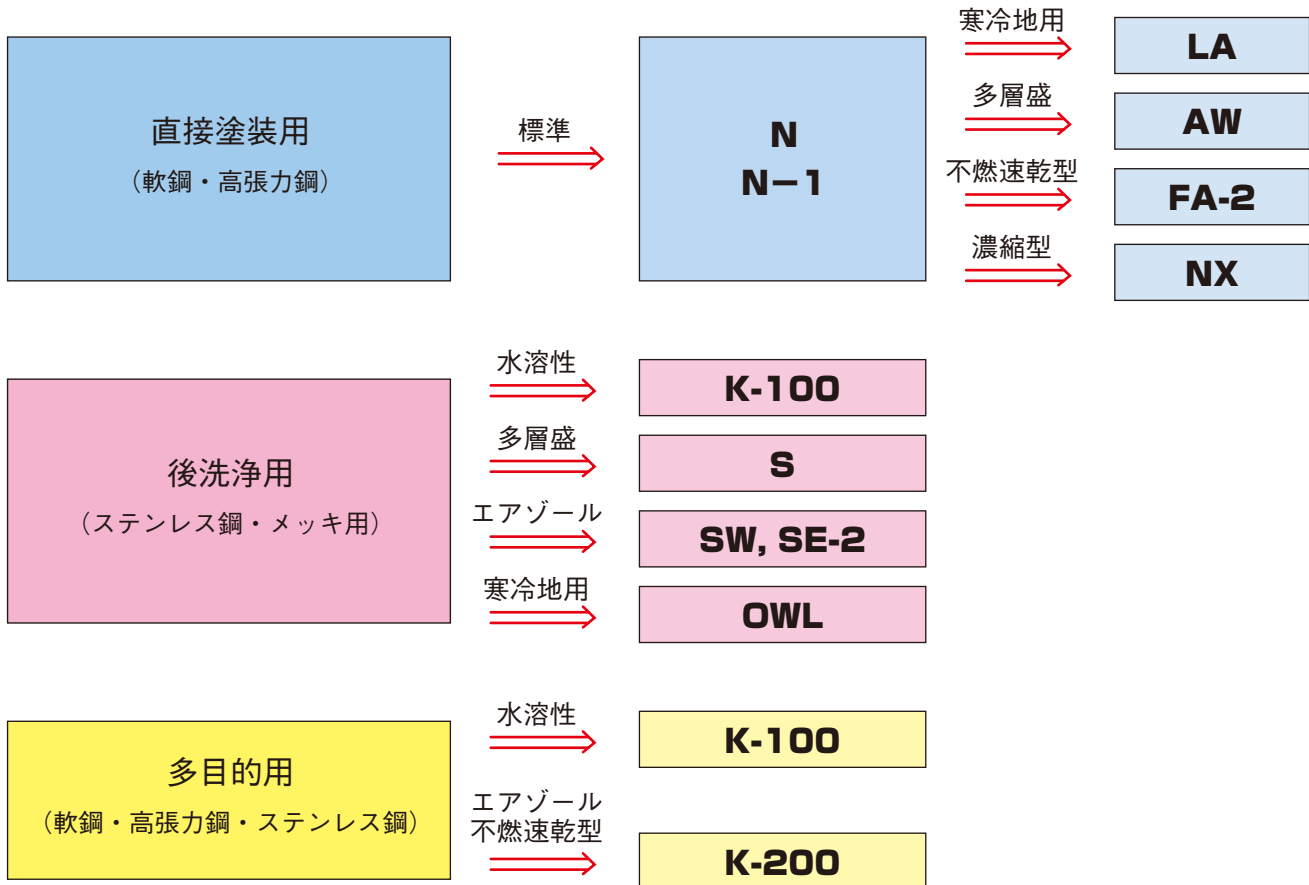 直接塗装用
（軟鋼・高張力鋼）
標準
N
N－1
寒冷地用
LA
多層盛
AW
不燃速乾型
FA-2
濃縮型
NX
後洗浄用
（ステンレス鋼・メッキ用）
水溶性
K-100
多層盛
S
エアゾール
SW, SE-2
寒冷地用
OWL
多目的用
（軟鋼・高張力鋼・ステンレス鋼）
水溶性
K-100
エアゾール
不燃速乾型
K-200